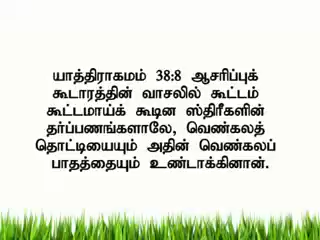 யாத்திராகமம் 38:8 ஆசரிப்புக்
கூடாரத்தின் வாசலில் கூட்டம்
கூட்டமாய்க் கூடின ஸ்திரீகளின்
தர்ப்பணங்களாலே, வெண்கலத்
தொட்டியையும் அதின் வெண்கலப்
பாதத்தையும் உண்டாக்கினான்.